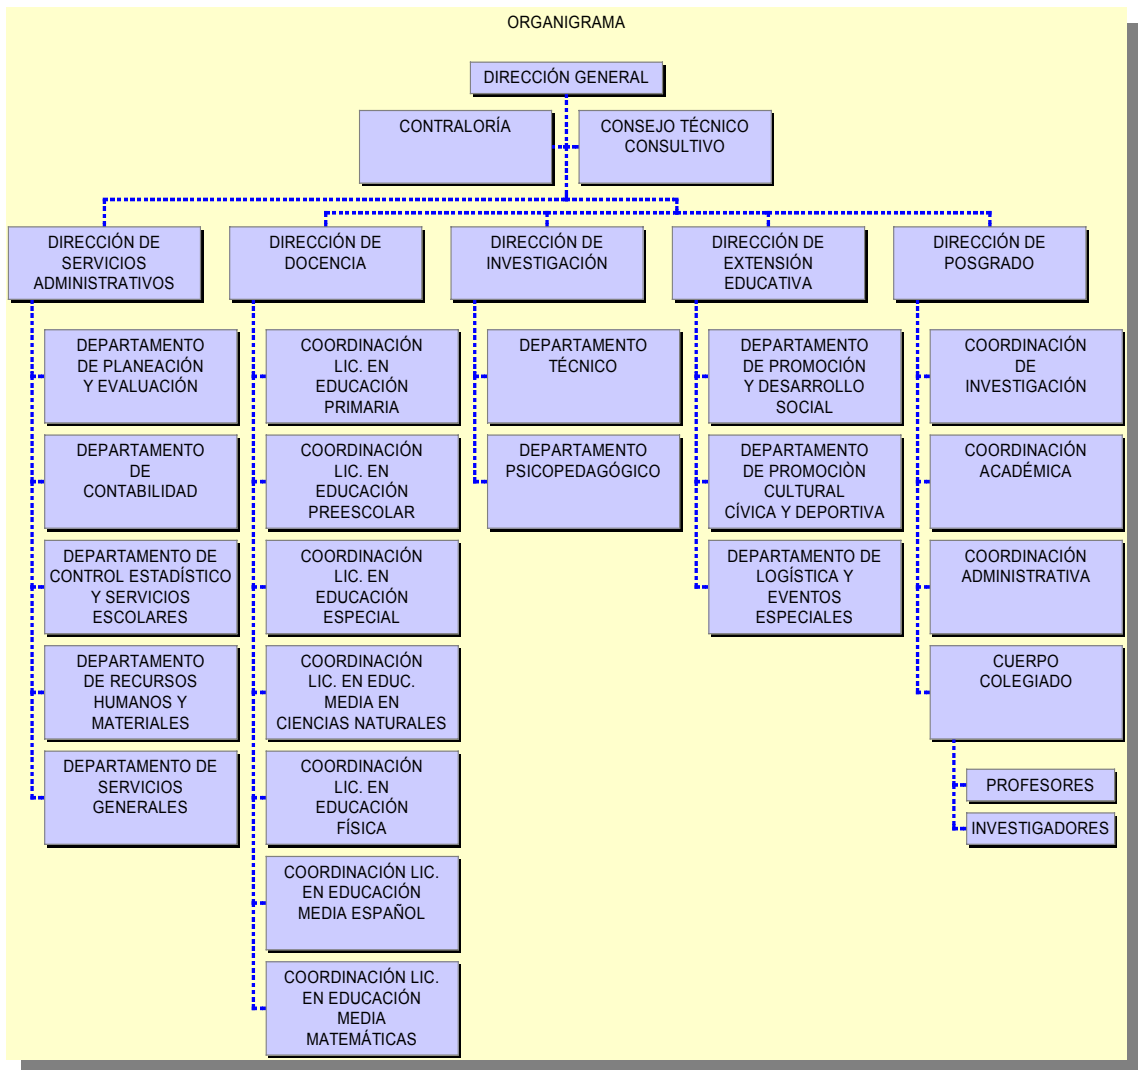 ORGANIGRAMA
DIRECCIÓN GENERAL
CONTRALORÍA
CONSEJO TÉCNICO
CONSULTIVO
DIRECCIÓN DE
SERVICIOS
ADMINISTRATIVOS
DIRECCIÓN DE
DOCENCIA
DIRECCIÓN DE
INVESTIGACIÓN
DIRECCIÓN DE
EXTENSIÓN
EDUCATIVA
DIRECCIÓN DE
POSGRADO
DEPARTAMENTO
DE PLANEACIÓN
Y EVALUACIÓN
DEPARTAMENTO
DE
CONTABILIDAD
DEPARTAMENTO DE
CONTROL ESTADÍSTICO
Y SERVICIOS
ESCOLARES
DEPARTAMENTO
DE RECURSOS
HUMANOS Y
MATERIALES
DEPARTAMENTO DE
SERVICIOS
GENERALES
COORDINACIÓN
LIC. EN
EDUCACIÓN
PRIMARIA
COORDINACIÓN
LIC. EN
EDUCACIÓN
PREESCOLAR
COORDINACIÓN
LIC. EN
EDUCACIÓN
ESPECIAL
COORDINACIÓN
LIC. EN EDUC.
MEDIA EN
CIENCIAS NATURALES
COORDINACIÓN
LIC. EN
EDUCACIÓN
FÍSICA
COORDINACIÓN LIC.
EN EDUCACIÓN
MEDIA ESPAÑOL
COORDINACIÓN LIC.
EN EDUCACIÓN
MEDIA
MATEMÁTICAS
DEPARTAMENTO
TÉCNICO
DEPARTAMENTO
PSICOPEDAGÓGICO
DEPARTAMENTO
DE PROMOCIÓN
Y DESARROLLO
SOCIAL
DEPARTAMENTO
DE PROMOCIÒN
CULTURAL
CÍVICA Y DEPORTIVA
DEPARTAMENTO DE
LOGÍSTICA Y
EVENTOS
ESPECIALES
COORDINACIÓN
DE
INVESTIGACIÓN
COORDINACIÓN
ACADÉMICA
COORDINACIÓN
ADMINISTRATIVA
CUERPO
COLEGIADO
PROFESORES
INVESTIGADORES